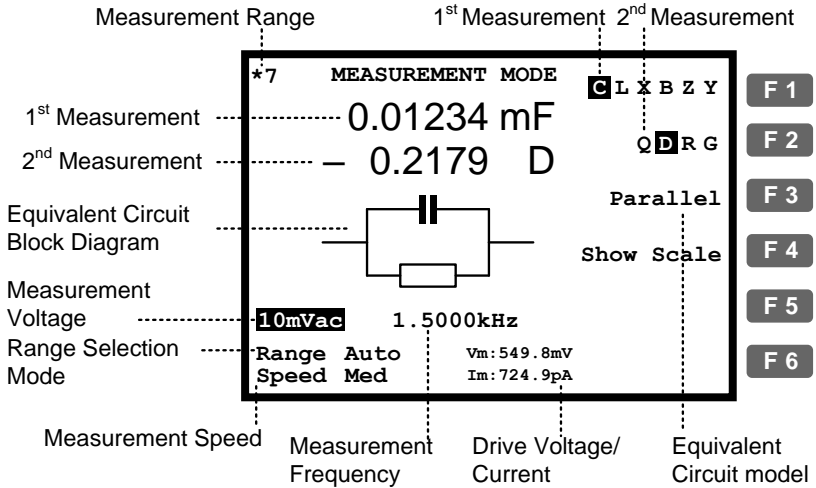 Measurement Range
1st Measurement 2nd Measurement
*7 MEASUREMENT MODE
C L X B Z Y
F 1
1st Measurement
0.01234 mF
Q D R G
F 2
2nd Measurement
– 0.2179 D
Parallel
F 3
Equivalent Circuit
Block Diagram
Show Scale
F 4
Measurement
Voltage
10mVac 1.5000kHz
F 5
Range Selection
Mode
Range Auto
Vm:549.8mV
F 6
Speed Med
Im:724.9pA
Measurement Speed
Measurement
Frequency
Drive Voltage/
Current
Equivalent
Circuit model